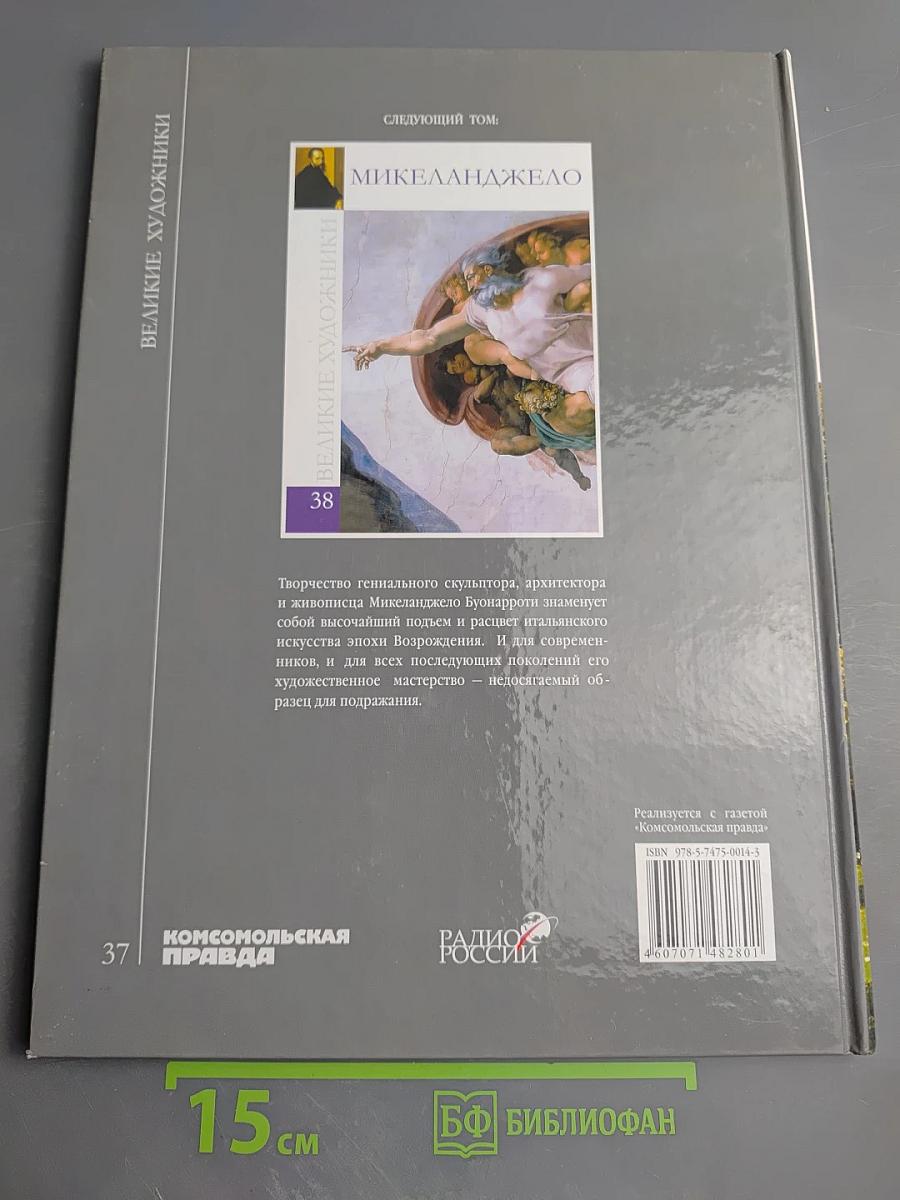 ВЕЛИКИЕ ХУДОЖНИКИ
СЛЕДУЮЩИЙ ТОМ:
МИКЕЛАНДЖЕЛО
ВЕЛИКИЕ ХУДОЖНИКИ
38
Творчество гениального скульптора, архитектора
и живописца Микеланджело Буонарроти знаменует
собой высочайший подъем и расцвет итальянского
искусства эпохи Возрождения. И для современ-
ников, и для всех последующих поколений его
художественное мастерство – недосягаемый об-
разец для подражания.
Реализуется с газетой
«Комсомольская правда»
ISBN 978-5-7475-0014-3
4607071482801
37
КОМСОМОЛЬСКАЯ
ПРАВДА
РАДИО
РОССИИ
15 см
БФ БИБЛИОФАН